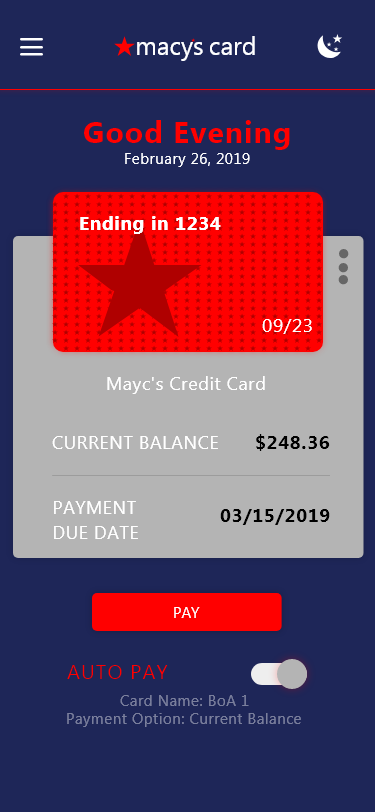 macys card
Good Evening
February 26, 2019
Ending in 1234
09/23
Mayc's Credit Card
CURRENT BALANCE $248.36
PAYMENT
DUE DATE 03/15/2019
PAY
AUTO PAY
Card Name: BoA 1
Payment Option: Current Balance